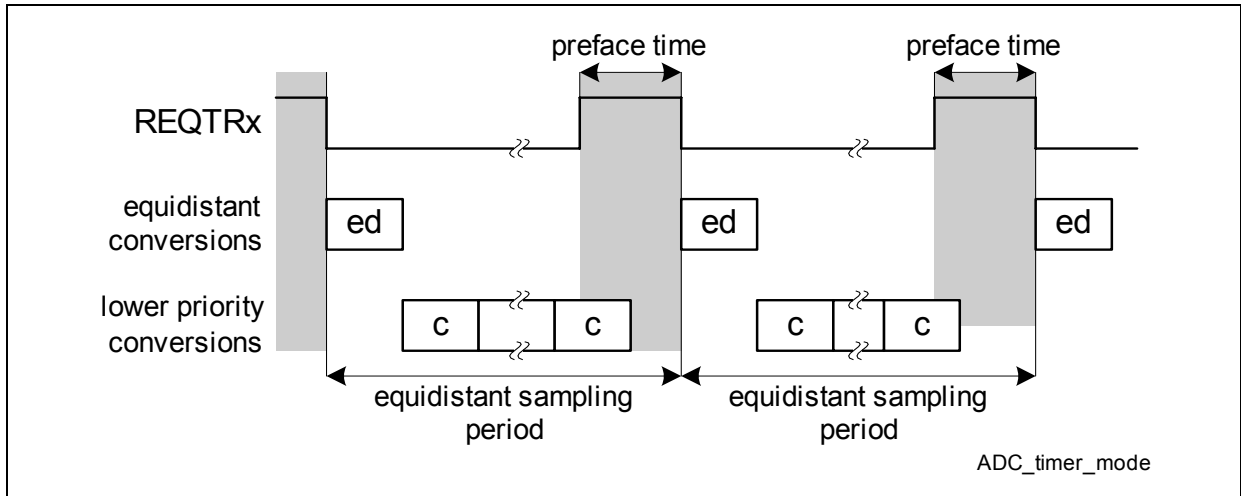 preface time
preface time
REQTRx
equidistant
conversions
ed
ed
ed
lower priority
conversions
c
c
c
c
equidistant sampling
period
equidistant sampling
period
ADC_timer_mode